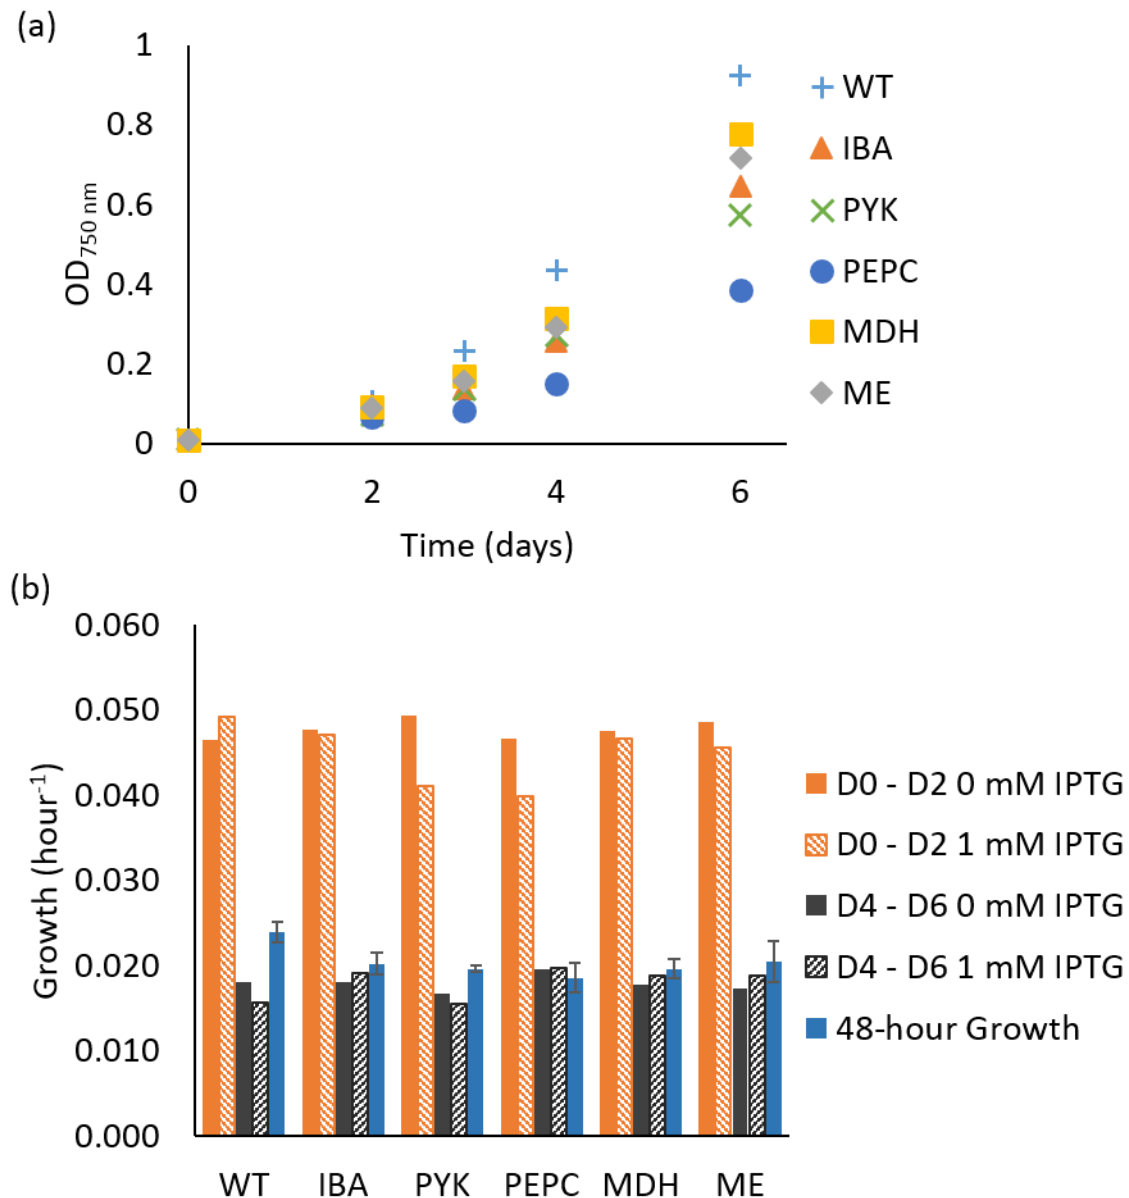 (a)
1
0.8
0.6
0.4
0.2
0
OD750 nm
0 2 4 6
Time (days)
WT
IBA
PYK
PEPC
MDH
ME
(b)
0.060
0.050
0.040
0.030
0.020
0.010
0.000
Growth (hour-1)
WT IBA PYK PEPC MDH ME
D0 - D2 0 mM IPTG
D0 - D2 1 mM IPTG
D4 - D6 0 mM IPTG
D4 - D6 1 mM IPTG
48-hour Growth